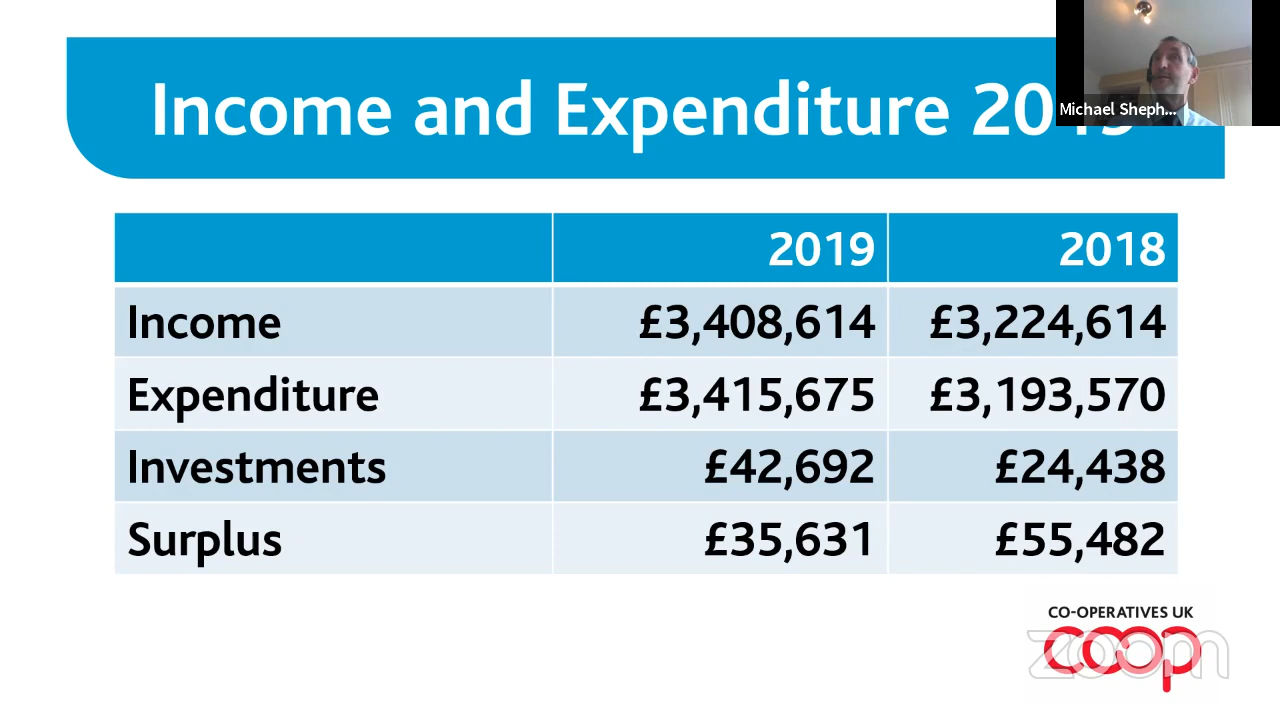 Income and Expenditure 2019
Michael Sheph...
2019 2018
Income £3,408,614 £3,224,614
Expenditure £3,415,675 £3,193,570
Investments £42,692 £24,438
Surplus £35,631 £55,482
CO-OPERATIVES UK
coop
zoom